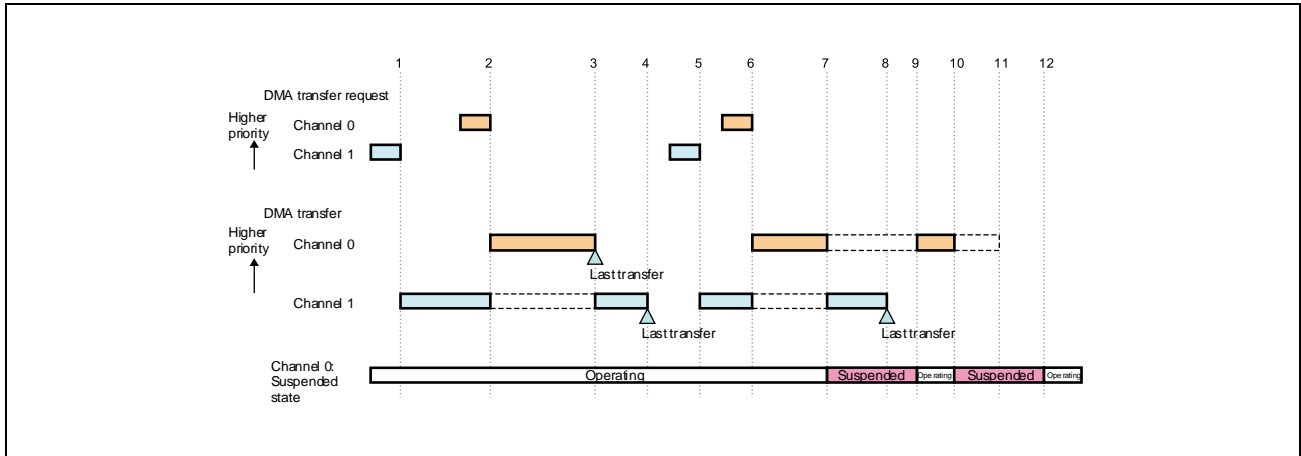 1 2 3 4 5 6 7 8 9 10 11 12
DMA transfer request
Higher
priority
Channel 0
Channel 1
DMA transfer
Higher
priority
Channel 0
Last transfer
Channel 1
Last transfer
Last transfer
Channel 0:
Suspended
state
Operating
Suspended
Operating
Suspended
Operating